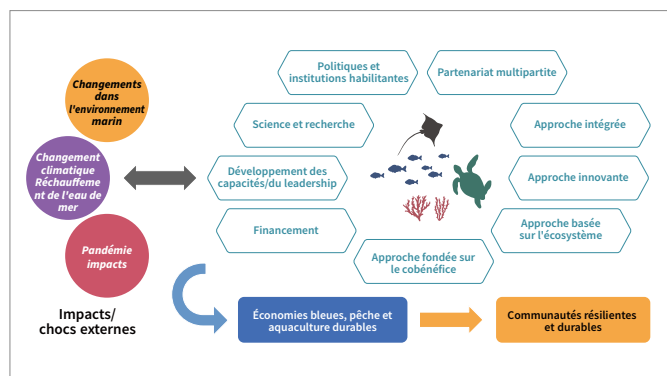 Changements
dans
l'environnement
marin
Changement
climatique
Réchauffeme
nt de l'eau de
mer
Pandémie
impacts
Impacts/
chocs externes
Politiques et
institutions habilitantes
Partenariat multipartite
Science et recherche
Approche intégrée
Développement des
capacités/du leadership
Approche innovante
Financement
Approche basée
sur l'écosystème
Approche fondée sur
le cobénéfice
Économies bleues, pêche et
aquaculture durables
Communautés résilientes
et durables